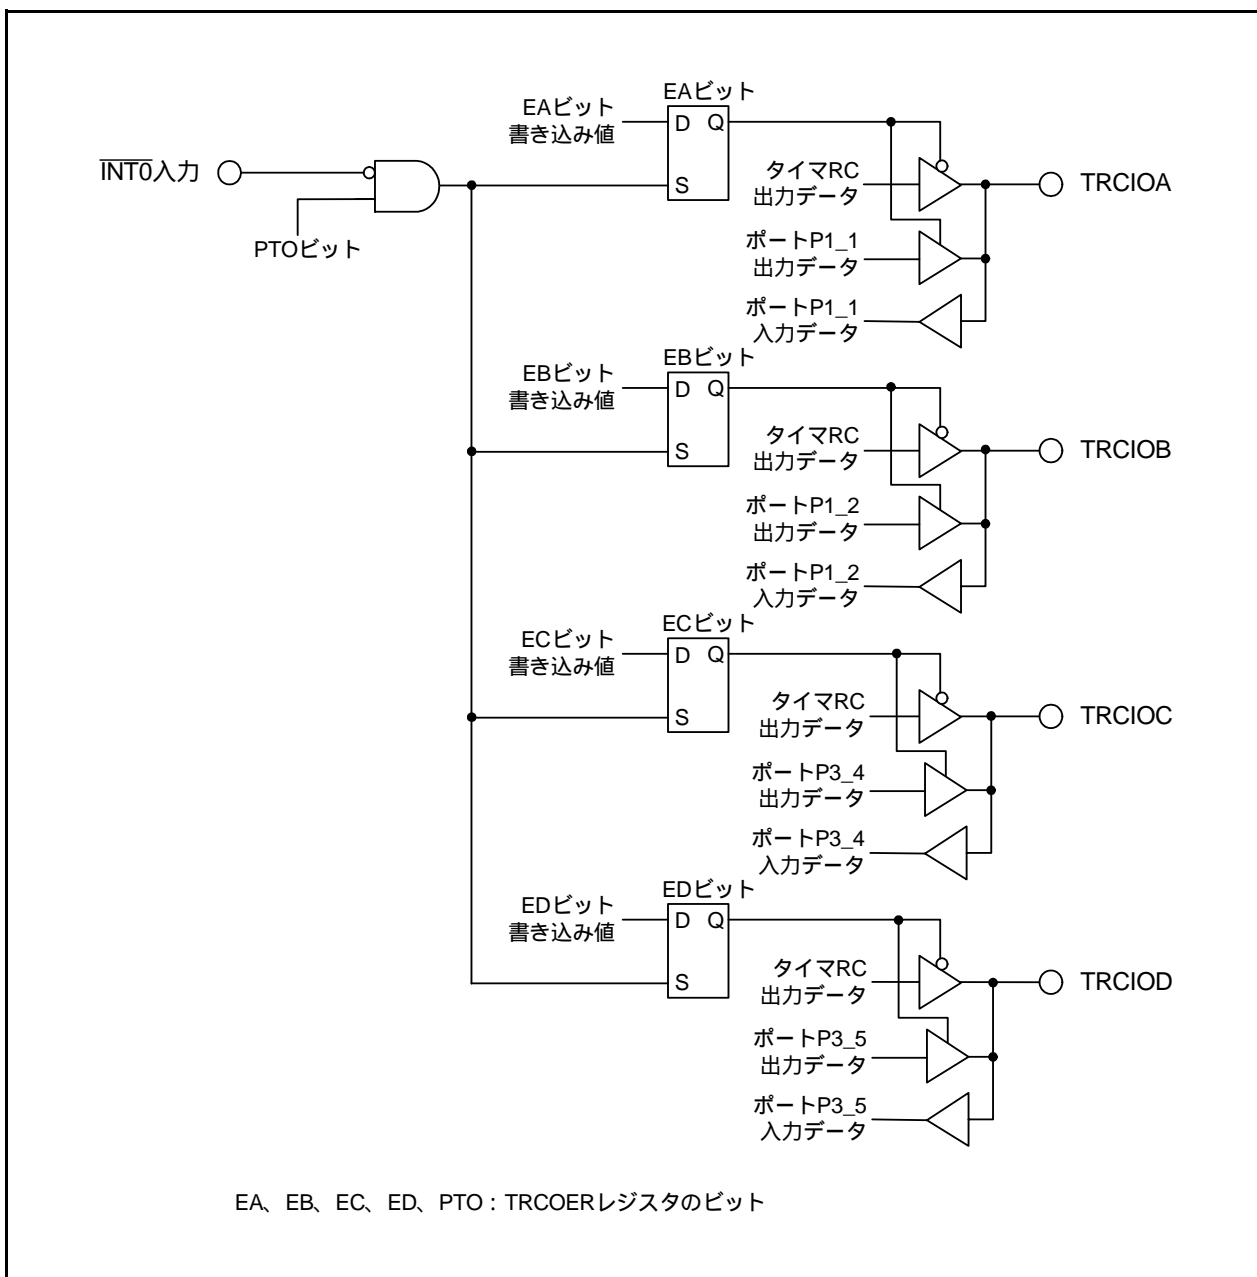 EAビット
EAビット
書き込み値
D Q
S
INT0入力
PTOビット
タイマRC
出力データ
ポートP1_1
出力データ
ポートP1_1
入力データ
TRCIOA
EBビット
EBビット
書き込み値
D Q
S
タイマRC
出力データ
ポートP1_2
出力データ
ポートP1_2
入力データ
TRCIOB
ECビット
ECビット
書き込み値
D Q
S
タイマRC
出力データ
ポートP3_4
出力データ
ポートP3_4
入力データ
TRCIOC
EDビット
EDビット
書き込み値
D Q
S
タイマRC
出力データ
ポートP3_5
出力データ
ポートP3_5
入力データ
TRCIOD
EA、EB、EC、ED、PTO：TRCOERレジスタのビット